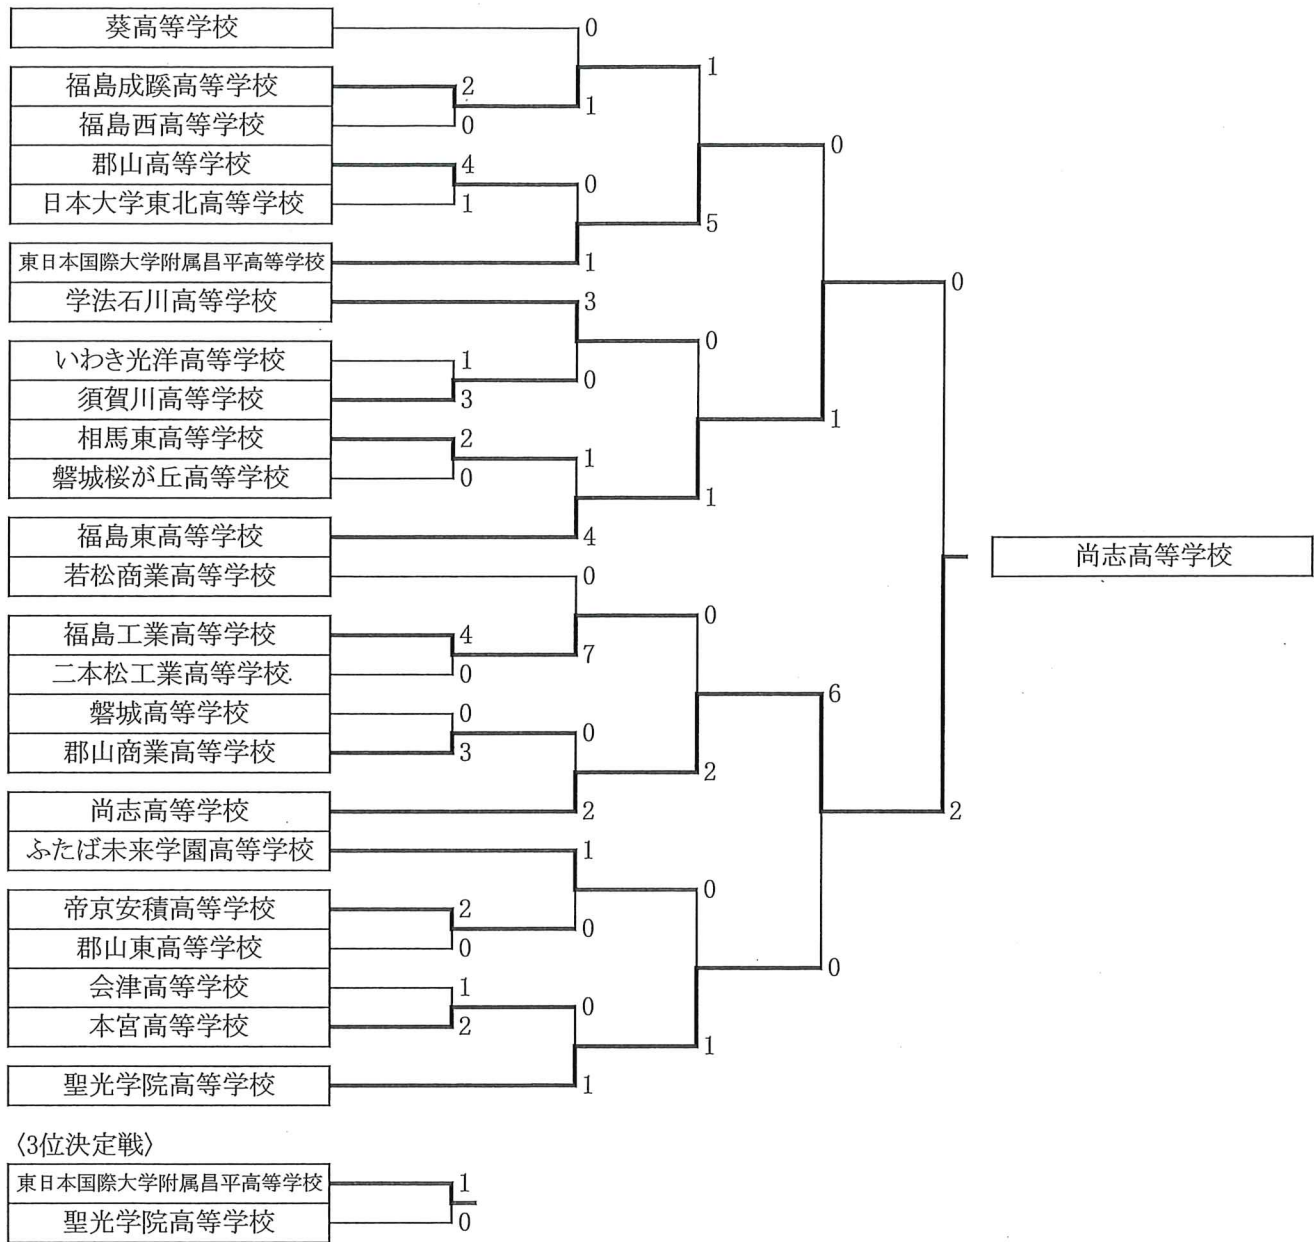 葵高等学校
0
1
福島成蹊高等学校
2
1
福島西高等学校
0
0
郡山高等学校
4
0
日本大学東北高等学校
1
5
東日本国際大学附属昌平高等学校
1
0
学法石川高等学校
3
0
いわき光洋高等学校
1
0
須賀川高等学校
3
1
相馬東高等学校
2
1
磐城桜が丘高等学校
0
1
福島東高等学校
4
尚志高等学校
若松商業高等学校
0
0
福島工業高等学校
4
7
二本松工業高等学校
0
6
磐城高等学校
0
0
郡山商業高等学校
3
2
尚志高等学校
2
2
ふたば未来学園高等学校
1
0
帝京安積高等学校
2
0
郡山東高等学校
0
0
会津高等学校
1
0
本宮高等学校
2
1
聖光学院高等学校
1
〈3位決定戦〉
東日本国際大学附属昌平高等学校
1
聖光学院高等学校
0